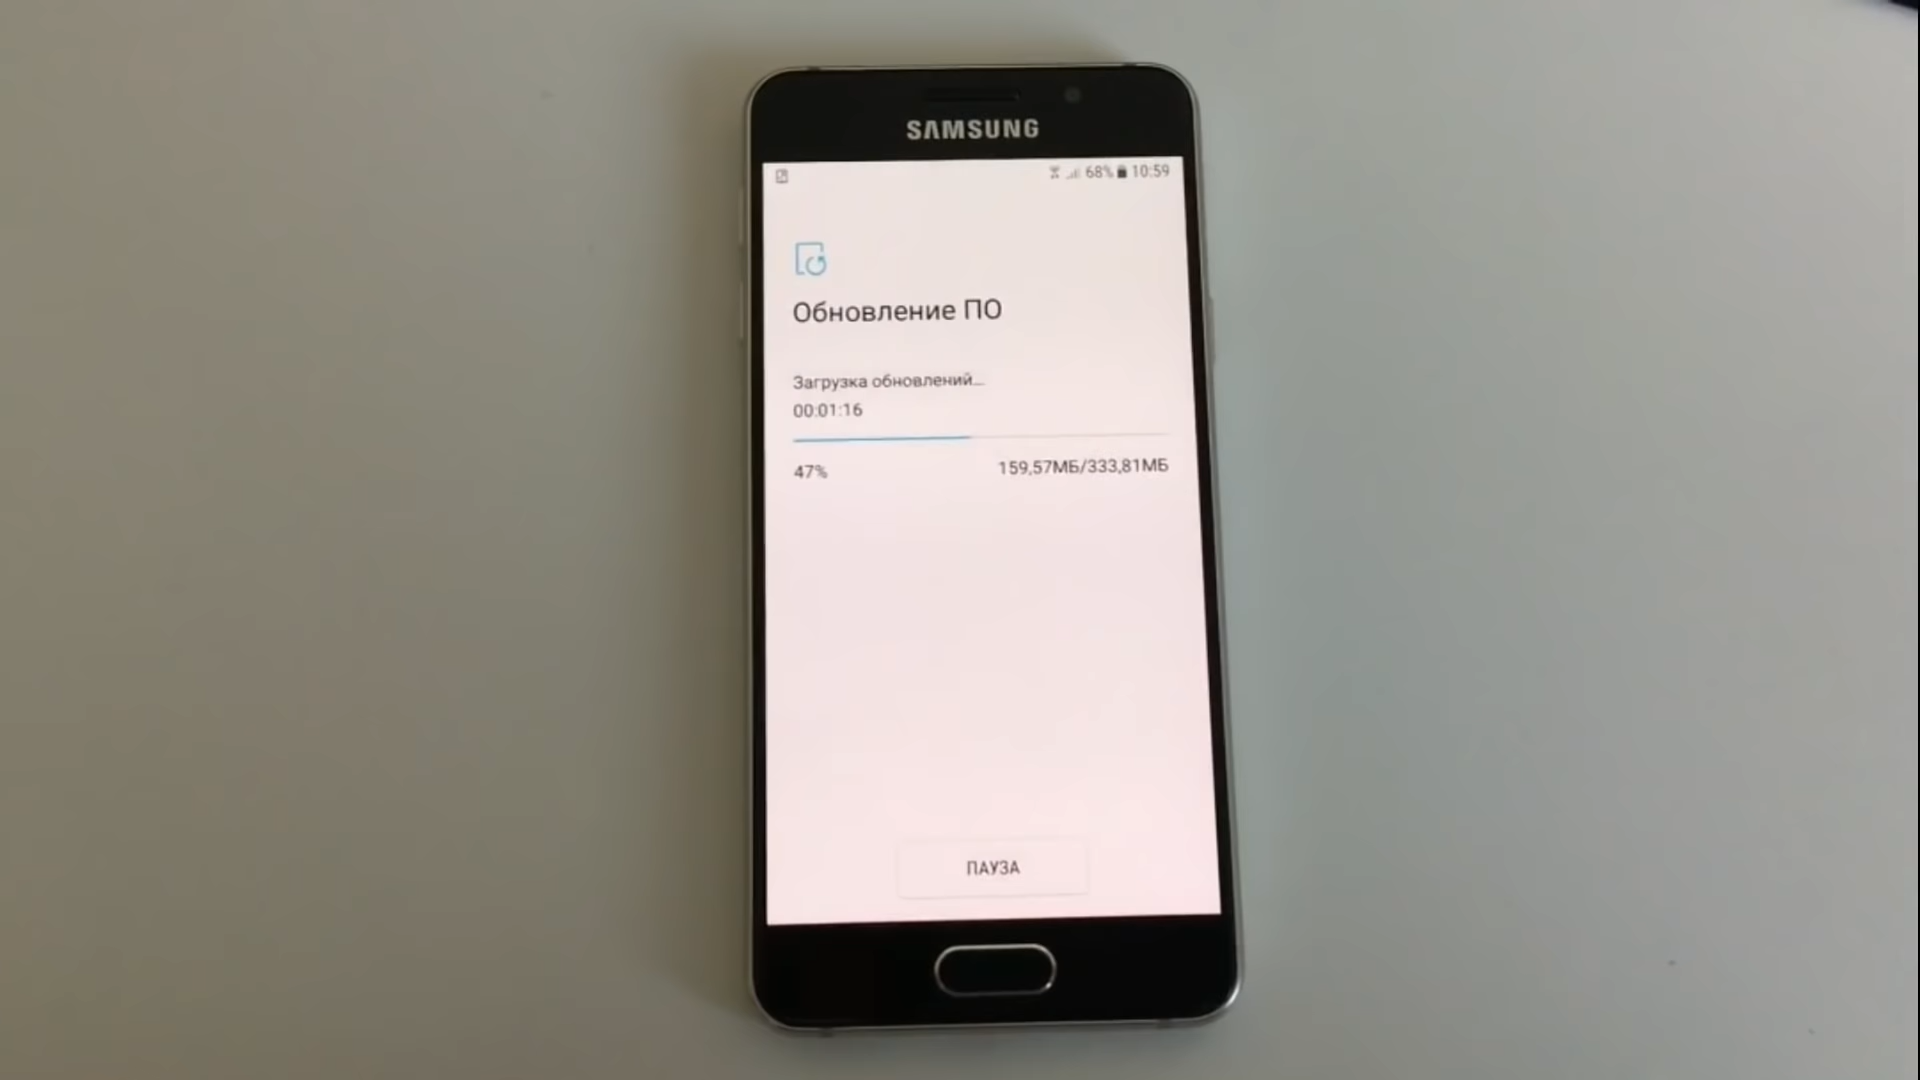 SAMSUNG
68% 10:59
Обновление ПО
Загрузка обновлений...
00:01:16
47% 159,57МБ/333,81МБ
ПАУЗА